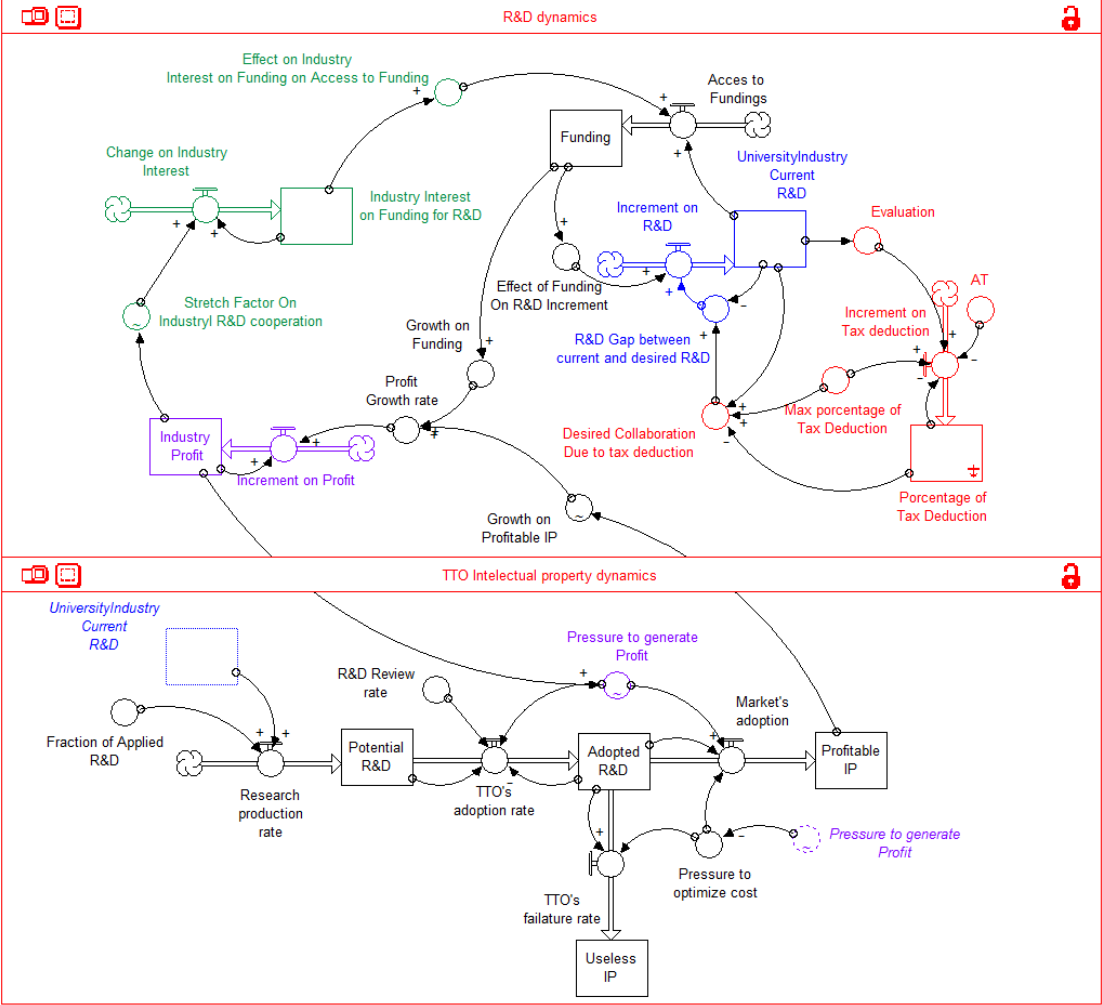 R&D dynamics
Effect on Industry
Interest on Funding on Access to Funding
+
+
Acces to
Fundings
Funding
+
Change on Industry
Interest
UniversityIndustry
Current
R&D
Industry Interest
on Funding for R&D
Increment on
R&D
Evaluation
+
+
+
+
+
Effect of Funding
On R&D Increment
−
AT
Increment on
Tax deduction
Stretch Factor On
Industryl R&D cooperation
~
Growth on
Funding
+
R&D Gap between
current and desired R&D
+
+
−
+
−
Profit
Growth rate
Max porcentage of
Tax Deduction
+
+
−
Desired Collaboration
Due to tax deduction
Industry
Profit
+
+
+
+
Increment on Profit
Porcentage of
Tax Deduction
Growth on
Profitable IP
~
TTO Intelectual property dynamics
UniversityIndustry
Current
R&D
Pressure to generate
Profit
R&D Review
rate
+
~
Market's
adoption
Fraction of Applied
R&D
+
+
+
Potential
R&D
Adopted
R&D
Profitable
IP
Research
production
rate
TTO's
adoption rate
−
+
−
~
Pressure to generate
Profit
Pressure to
optimize cost
TTO's
failature rate
Useless
IP